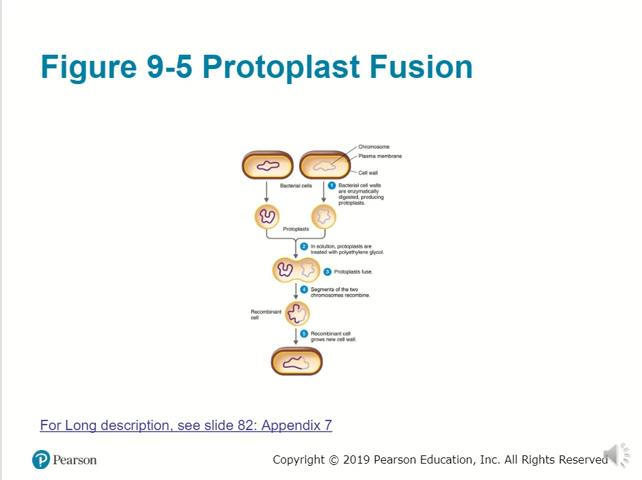 Figure 9-5 Protoplast Fusion
Chromosome
Plasma membrane
Cell wall
Bacterial cells
1 Bacterial cell walls
are enzymatically
digested, producing
protoplasts.
Protoplasts
2 In solution, protoplasts are
treated with polyethylene glycol.
3 Protoplasts fuse.
4 Segments of the two
chromosomes recombine.
Recombinant
cell
5 Recombinant cell
grows new cell wall.
For Long description, see slide 82: Appendix 7
P Pearson
Copyright © 2019 Pearson Education, Inc. All Rights Reserved